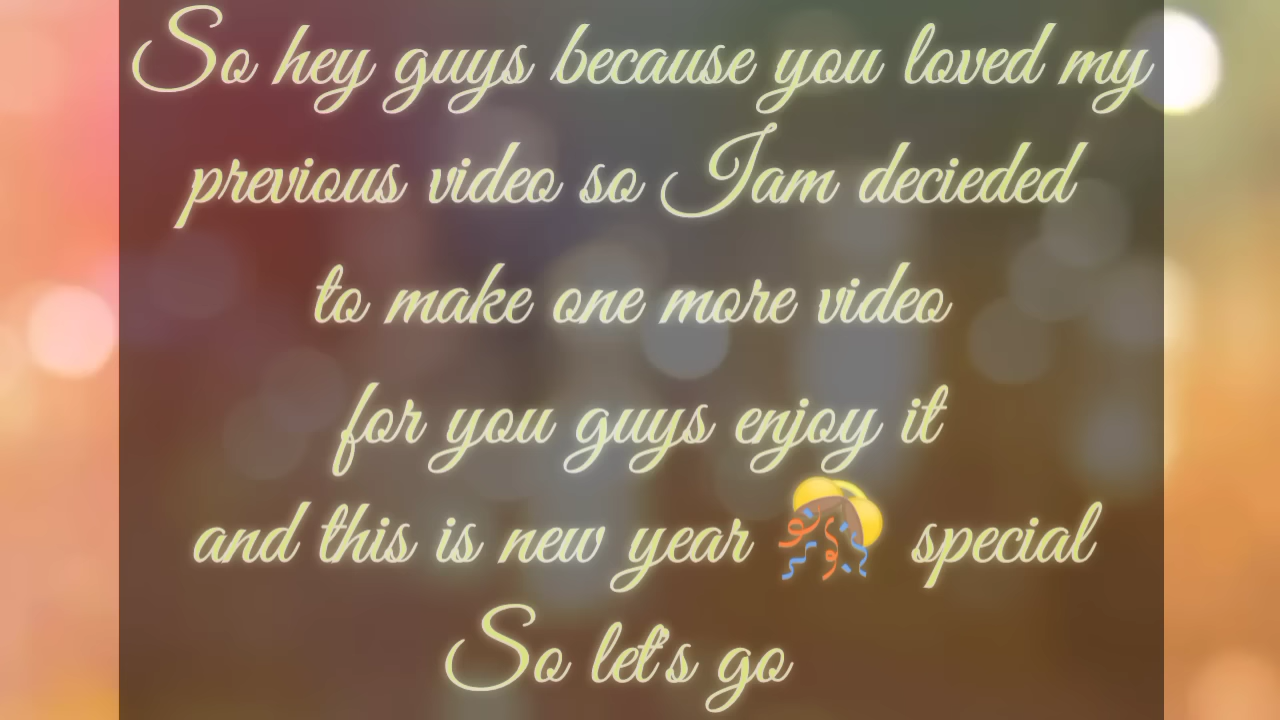 So hey guys because you loved my
previous video so Iam decieded
to make one more video
for you guys enjoy it
and this is new year 🎊 special
So let's go